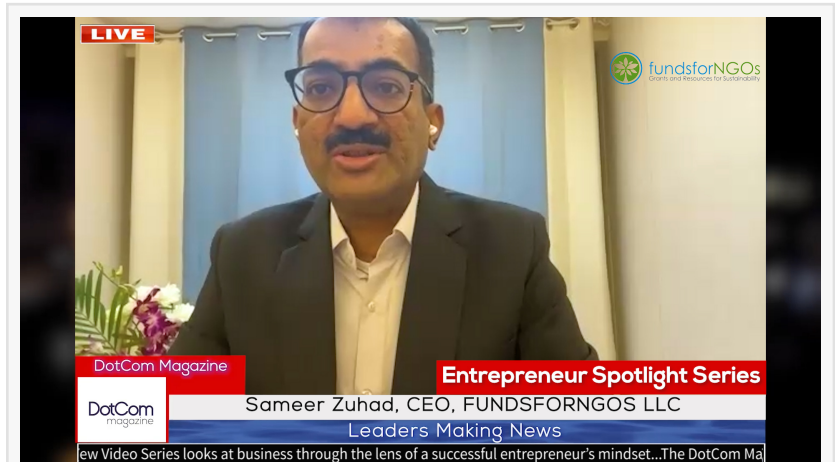 LIVE
fundsforNGOs
Grants and Resources for Sustainability
DotCom Magazine
Entrepreneur Spotlight Series
DotCom
magazine
Sameer Zuhad, CEO, FUNDSFORNGOS LLC
Leaders Making News
ew Video Series looks at business through the lens of a successful entrepreneur's mindset...The DotCom Ma